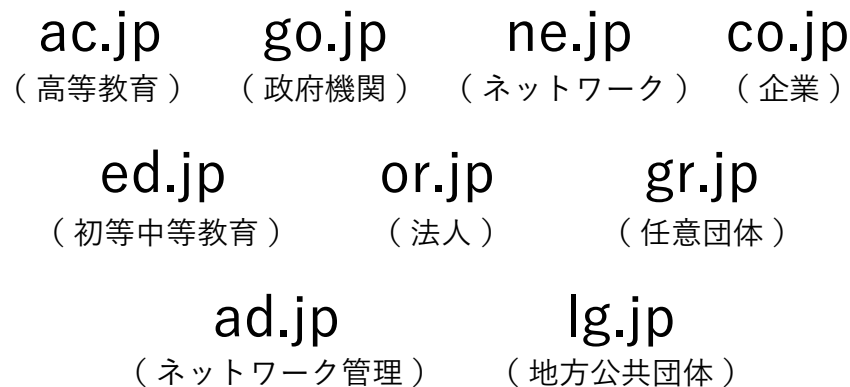 ac.jp go.jp ne.jp co.jp
（高等教育） （政府機関） （ネットワーク） （企業）
ed.jp or.jp gr.jp
（初等中等教育） （法人） （任意団体）
ad.jp lg.jp
（ネットワーク管理） （地方公共団体）